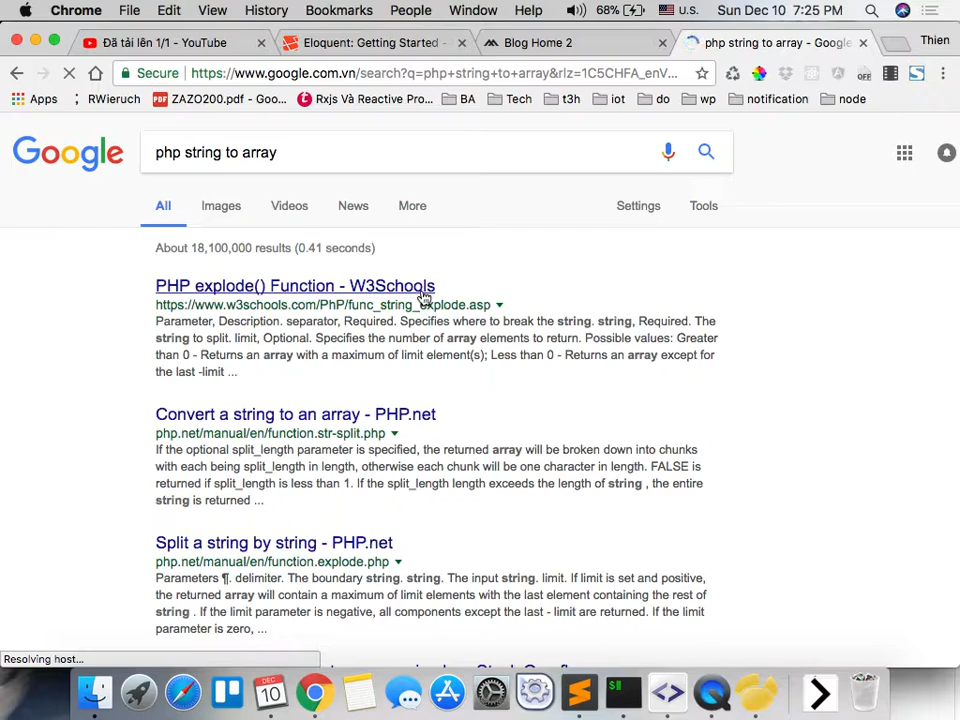 Chrome File Edit View History Bookmarks People Window Help 68% U.S. Sun Dec 10 7:25 PM
Đã tải lên 1/1 - YouTube Eloquent: Getting Started - Blog Home 2 php string to array - Google Thien
Secure https://www.google.com.vn/search?q=php+string+to+array&rlz=1C5CHFA_enV...
Apps RWieruch ZAZO200.pdf - Goo... Rxjs Và Reactive Pro... BA Tech t3h iot do wp notification node
Google php string to array
All Images Videos News More Settings Tools
About 18,100,000 results (0.41 seconds)
PHP explode() Function - W3Schools
https://www.w3schools.com/PhP/func_string_explode.asp
Parameter, Description. separator, Required. Specifies where to break the string. string, Required. The
string to split. limit, Optional. Specifies the number of array elements to return. Possible values: Greater
than 0 - Returns an array with a maximum of limit element(s); Less than 0 - Returns an array except for
the last -limit ...
Convert a string to an array - PHP.net
php.net/manual/en/function.str-split.php
If the optional split_length parameter is specified, the returned array will be broken down into chunks
with each being split_length in length, otherwise each chunk will be one character in length. FALSE is
returned if split_length is less than 1. If the split_length length exceeds the length of string , the entire
string is returned ...
Split a string by string - PHP.net
php.net/manual/en/function.explode.php
Parameters ¶. delimiter. The boundary string. string. The input string. limit. If limit is set and positive,
the returned array will contain a maximum of limit elements with the last element containing the rest of
string . If the limit parameter is negative, all components except the last - limit are returned. If the limit
parameter is zero, ...
Resolving host...
DEC
10